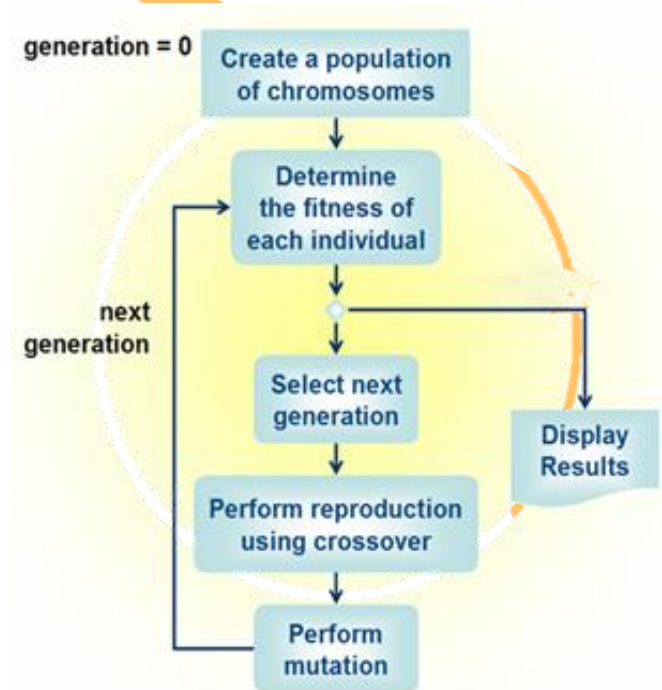 generation = 0
Create a population
of chromosomes
Determine
the fitness of
each individual
next
generation
Select next
generation
Display
Results
Perform reproduction
using crossover
Perform
mutation